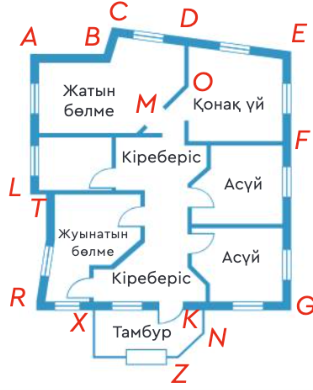 C
D
A
B
E
O
Жатын
бөлме
M
Қонақ үй
Кіреберіс
F
L
Асүй
T
Жуынатын
бөлме
Асүй
Кіреберіс
R
X
K
G
Тамбур
N
Z